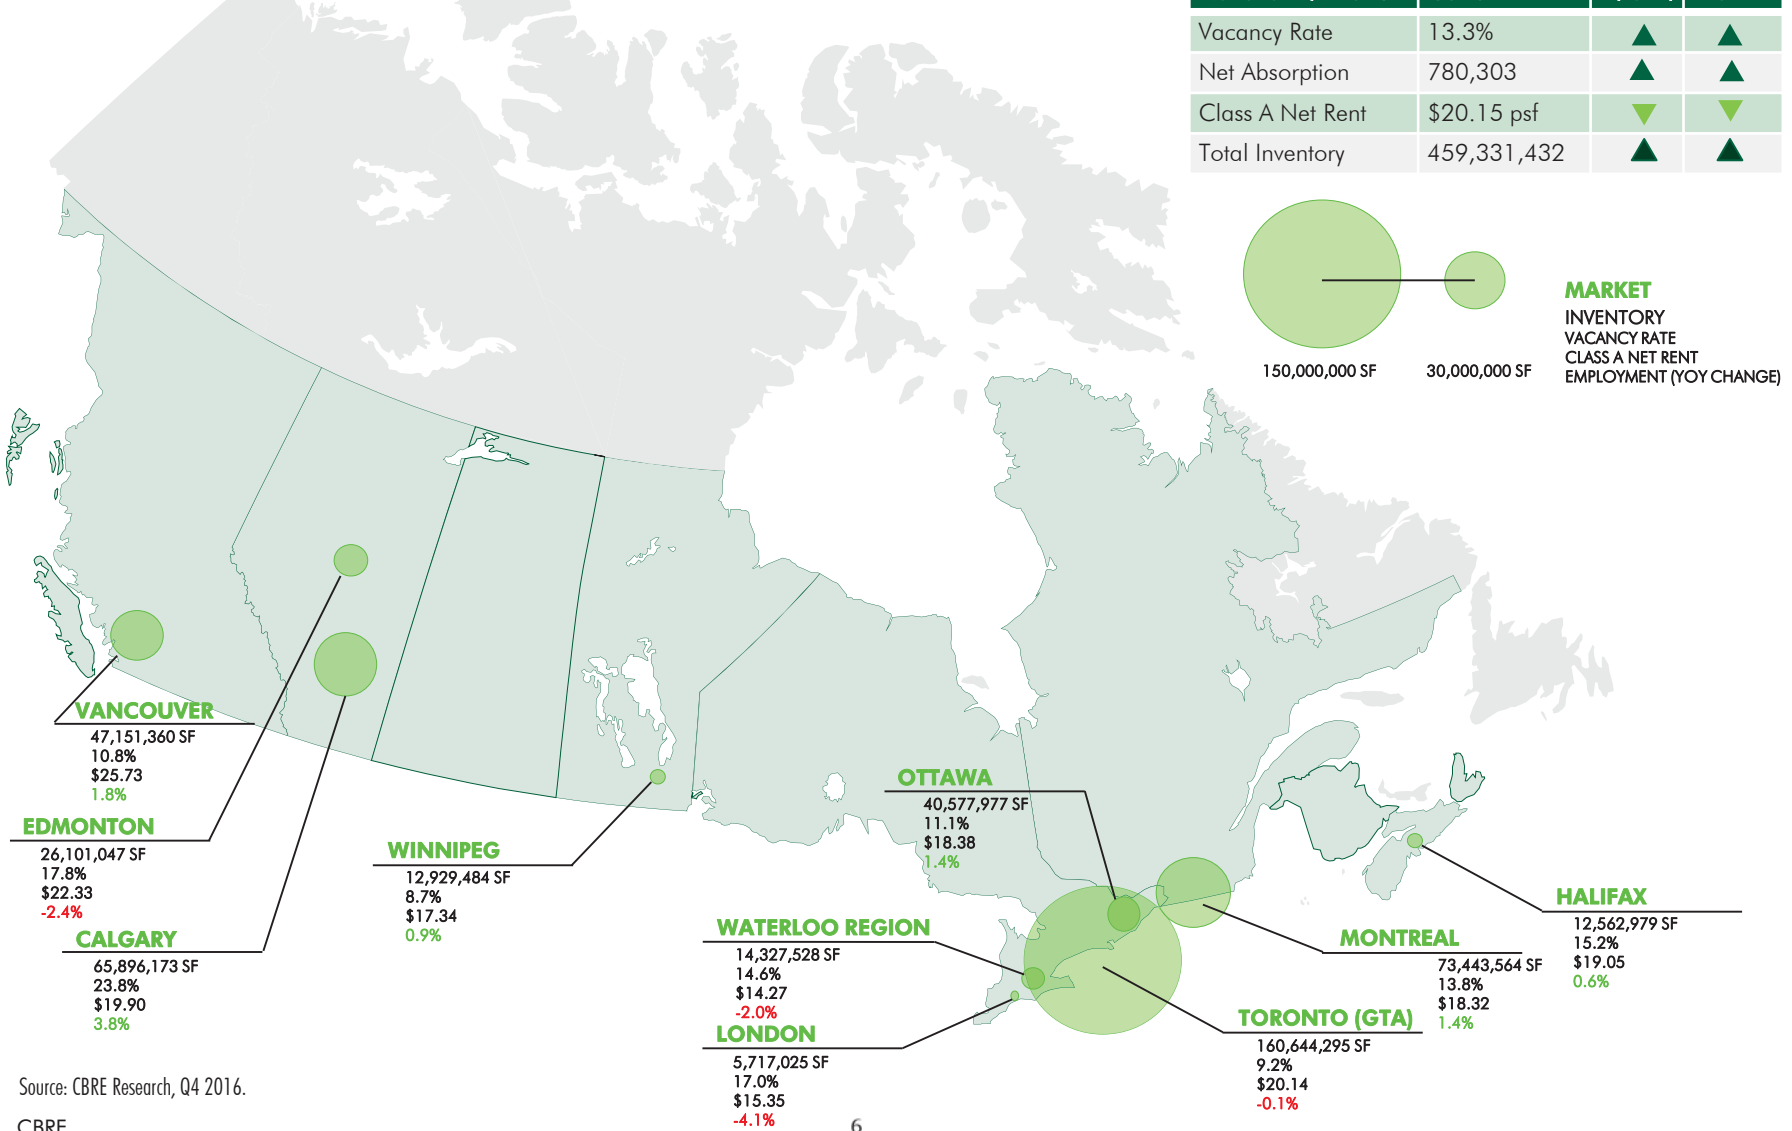 Vacancy Rate 13.3%
Net Absorption 780,303
Class A Net Rent $20.15 psf
Total Inventory 459,331,432
150,000,000 SF
30,000,000 SF
MARKET
INVENTORY
VACANCY RATE
CLASS A NET RENT
EMPLOYMENT (YOY CHANGE)
VANCOUVER
47,151,360 SF
10.8%
$25.73
1.8%
EDMONTON
26,101,047 SF
17.8%
$22.33
-2.4%
CALGARY
65,896,173 SF
23.8%
$19.90
3.8%
WINNIPEG
12,929,484 SF
8.7%
$17.34
0.9%
OTTAWA
40,577,977 SF
11.1%
$18.38
1.4%
WATERLOO REGION
14,327,528 SF
14.6%
$14.27
-2.0%
LONDON
5,717,025 SF
17.0%
$15.35
-4.1%
TORONTO (GTA)
160,644,295 SF
9.2%
$20.14
-0.1%
MONTREAL
73,443,564 SF
13.8%
$18.32
1.4%
HALIFAX
12,562,979 SF
15.2%
$19.05
0.6%
Source: CBRE Research, Q4 2016.
CBRE
6